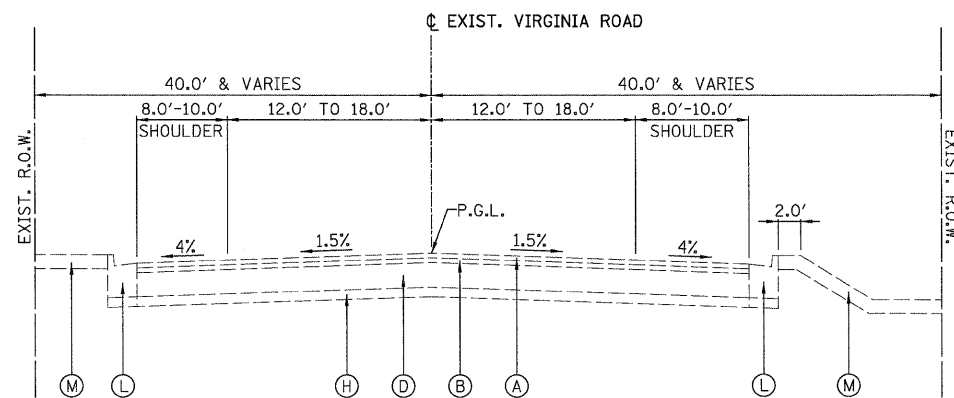 ℄ EXIST. VIRGINIA ROAD
40.0' & VARIES
40.0' & VARIES
8.0'-10.0'
SHOULDER
12.0' TO 18.0'
12.0' TO 18.0'
8.0'-10.0'
SHOULDER
EXIST. R.O.W.
EXIST. R.O.W.
P.G.L.
2.0'
4%
1.5%
1.5%
4%
M
L
H
D
B
A
L
M